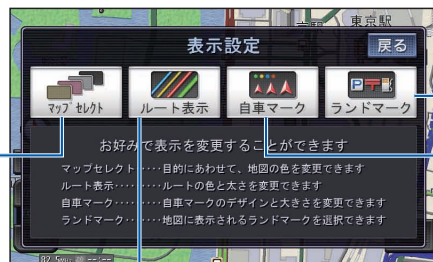 東京駅
表示設定
戻る
マップセレクト
ルート表示
自車マーク
ランドマーク
お好みで表示を変更することができます
マップセレクト・・・・・目的にあわせて、地図の色を変更できます
ルート表示・・・・・・・ルートの色と太さを変更できます
自車マーク・・・・・・・自車マークのデザインと大きさを変更できます
ランドマーク・・・・・・地図に表示されるランドマークを選択できます